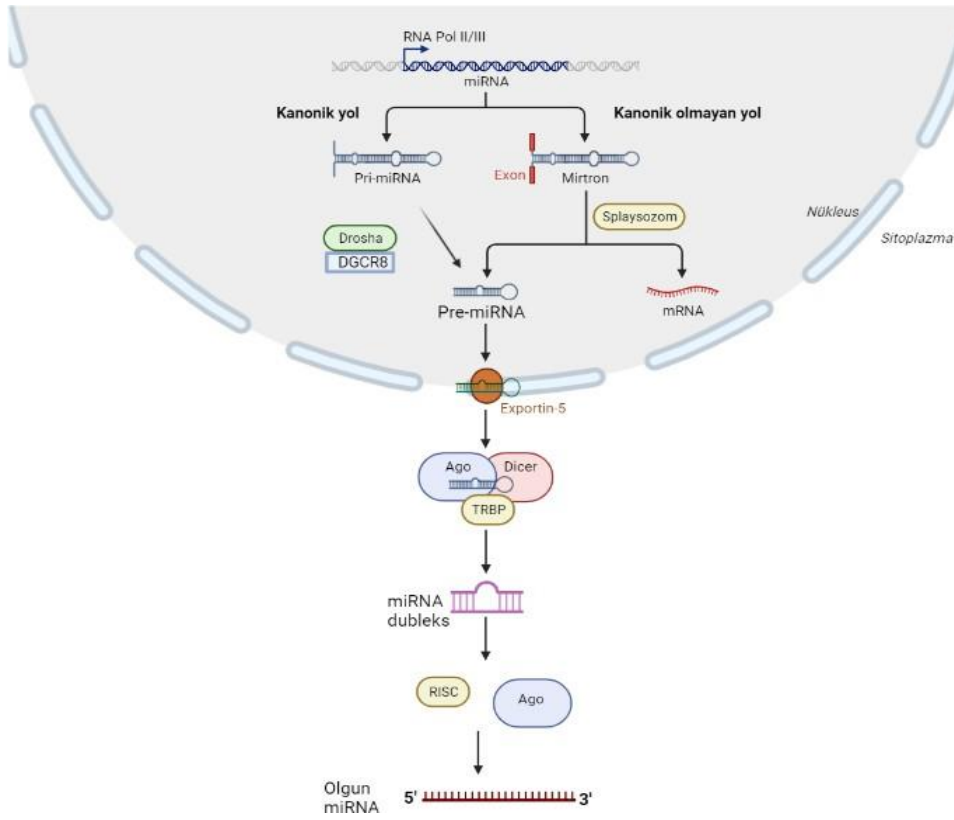 RNA Pol II/III
miRNA
Kanonik yol
Kanonik olmayan yol
Pri-miRNA
Exon
Mirtron
Splaysozom
Nükleus
Sitoplazma
Drosha
DGCR8
Pre-miRNA
mRNA
Exportin-5
Ago
Dicer
TRBP
miRNA
dubleks
RISC
Ago
Olgun
miRNA
5'
3'